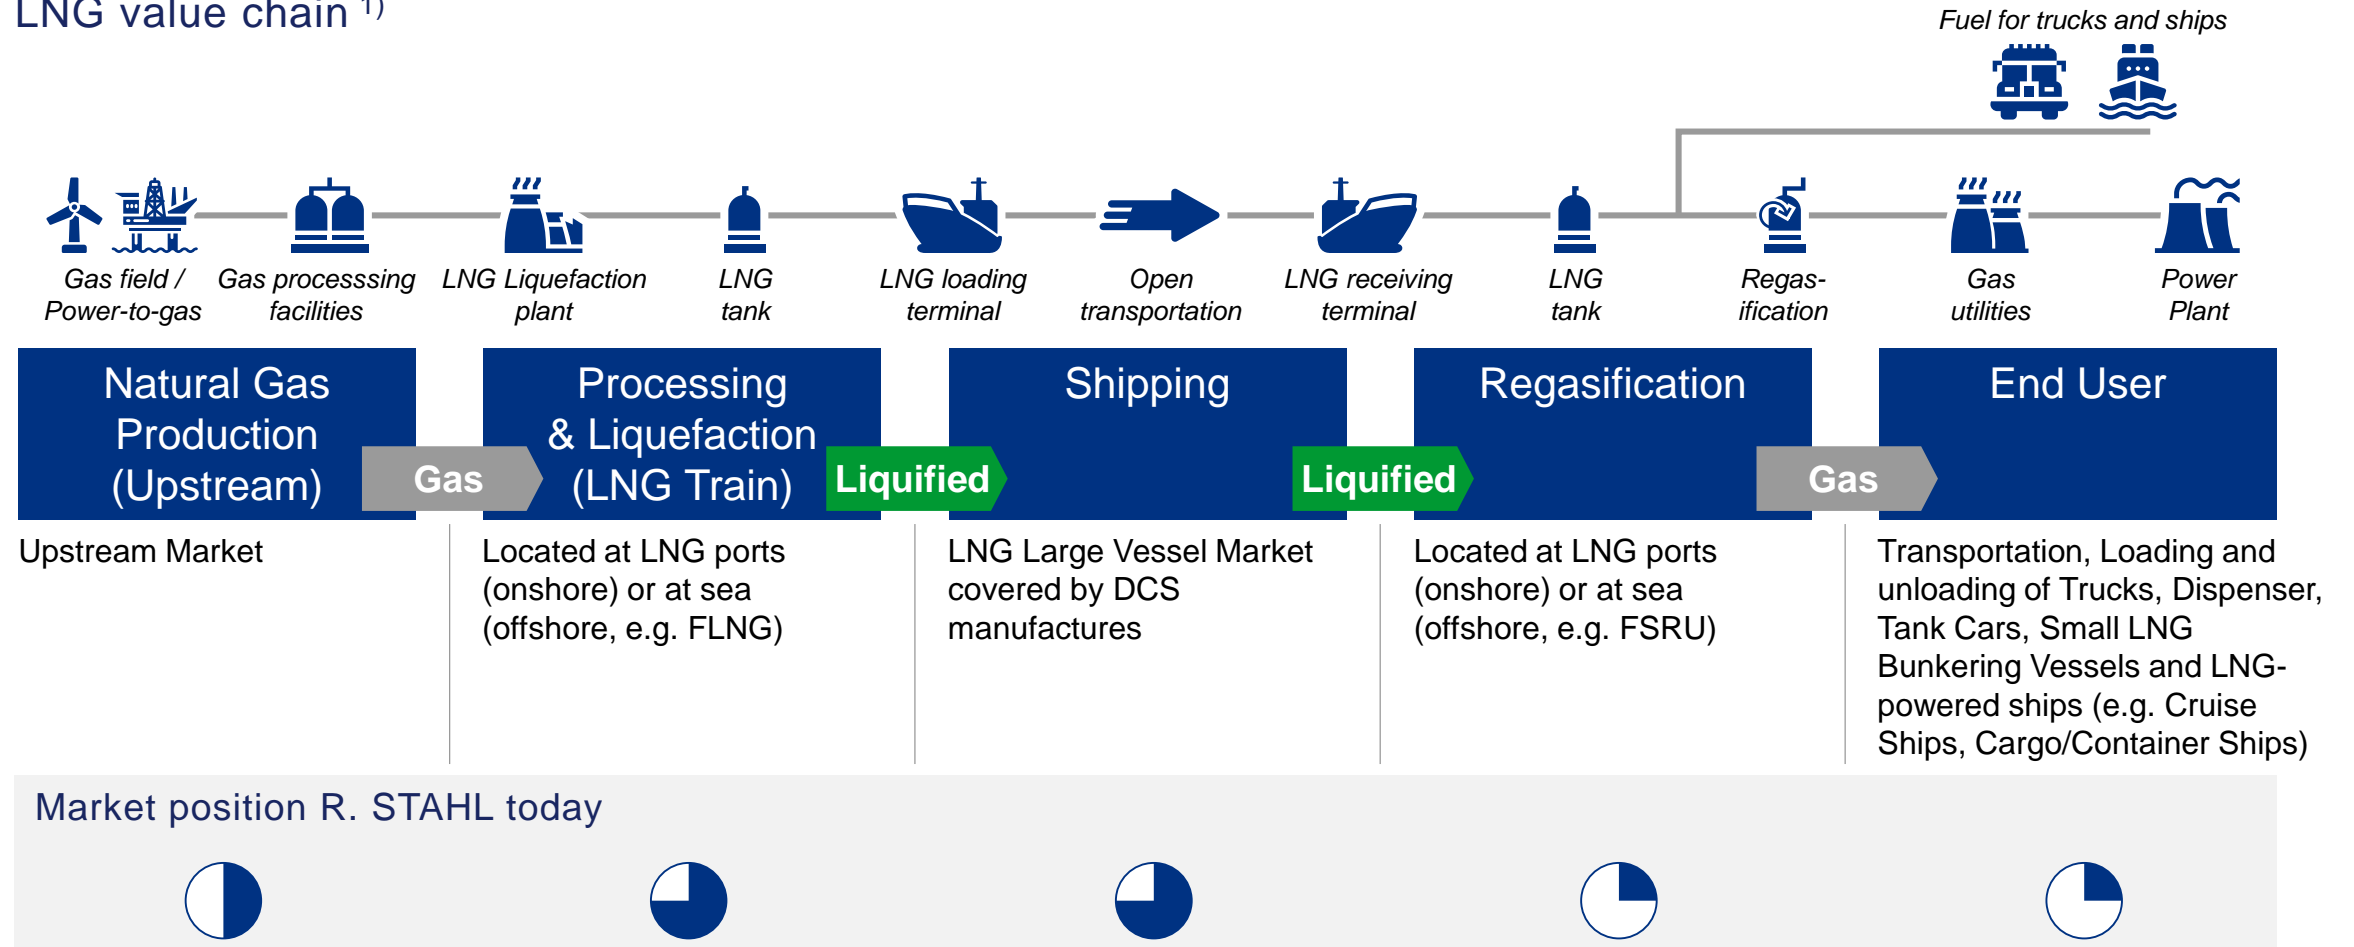 LNG value chain 1)
Fuel for trucks and ships
Gas field /
Power-to-gas
Gas processsing
facilities
LNG Liquefaction
plant
LNG
tank
LNG loading
terminal
Open
transportation
LNG receiving
terminal
LNG
tank
Regas-
ification
Gas
utilities
Power
Plant
Natural Gas
Production
(Upstream)
Gas
Processing
& Liquefaction
(LNG Train)
Liquified
Shipping
Liquified
Regasification
Gas
End User
Upstream Market
Located at LNG ports
(onshore) or at sea
(offshore, e.g. FLNG)
LNG Large Vessel Market
covered by DCS
manufactures
Located at LNG ports
(onshore) or at sea
(offshore, e.g. FSRU)
Transportation, Loading and
unloading of Trucks, Dispenser,
Tank Cars, Small LNG
Bunkering Vessels and LNG-
powered ships (e.g. Cruise
Ships, Cargo/Container Ships)
Market position R. STAHL today